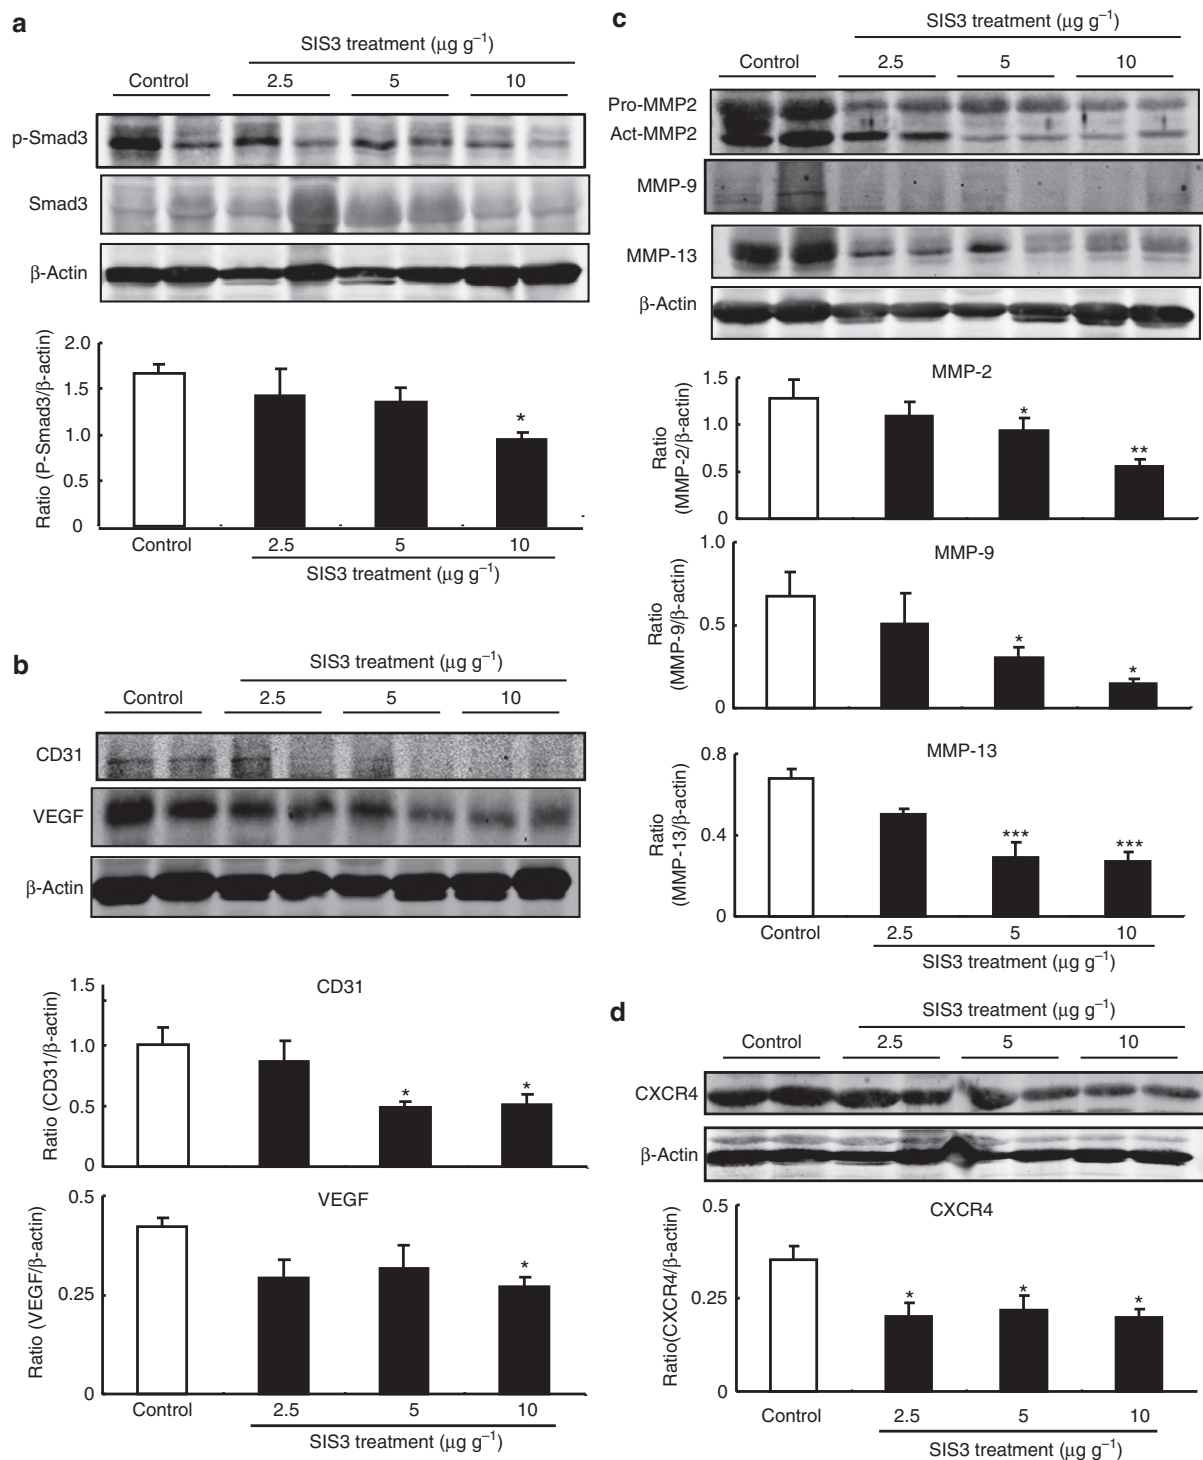 a
SIS3 treatment (μg g⁻¹)
Control 2.5 5 10
p-Smad3
Smad3
β-Actin
Ratio (P-Smad3/β-actin)
2.0
1.5
1.0
0.5
0
*
Control 2.5 5 10
SIS3 treatment (μg g⁻¹)
b
SIS3 treatment (μg g⁻¹)
Control 2.5 5 10
CD31
VEGF
β-Actin
CD31
Ratio (CD31/β-actin)
1.5
1.0
0.5
0
* *
VEGF
Ratio (VEGF/β-actin)
0.5
0.25
0
*
Control 2.5 5 10
SIS3 treatment (μg g⁻¹)
c
SIS3 treatment (μg g⁻¹)
Control 2.5 5 10
Pro-MMP2
Act-MMP2
MMP-9
MMP-13
β-Actin
MMP-2
Ratio
(MMP-2/β-actin)
1.5
1.0
0.5
0
* **
MMP-9
Ratio
(MMP-9/β-actin)
1.0
0.5
0
* *
MMP-13
Ratio
(MMP-13/β-actin)
0.8
0.4
0
*** ***
Control 2.5 5 10
SIS3 treatment (μg g⁻¹)
d
SIS3 treatment (μg g⁻¹)
Control 2.5 5 10
CXCR4
β-Actin
CXCR4
Ratio(CXCR4/β-actin)
0.5
0.25
0
* * *
Control 2.5 5 10
SIS3 treatment (μg g⁻¹)